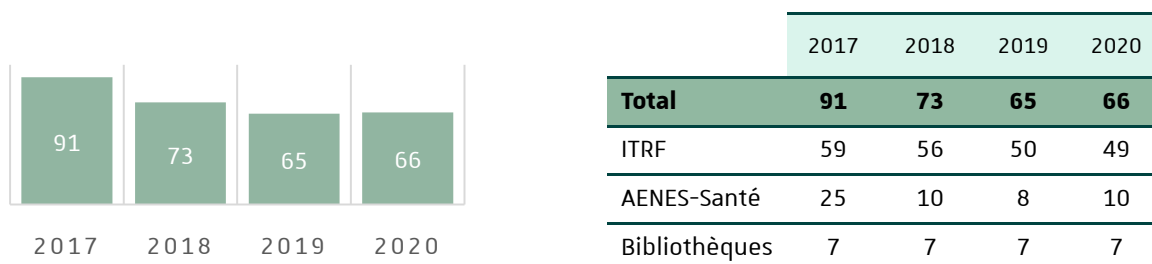 91 73 65 66
2017 2018 2019 2020
2017 2018 2019 2020
Total 91 73 65 66
ITRF 59 56 50 49
AENES-Santé 25 10 8 10
Bibliothèques 7 7 7 7